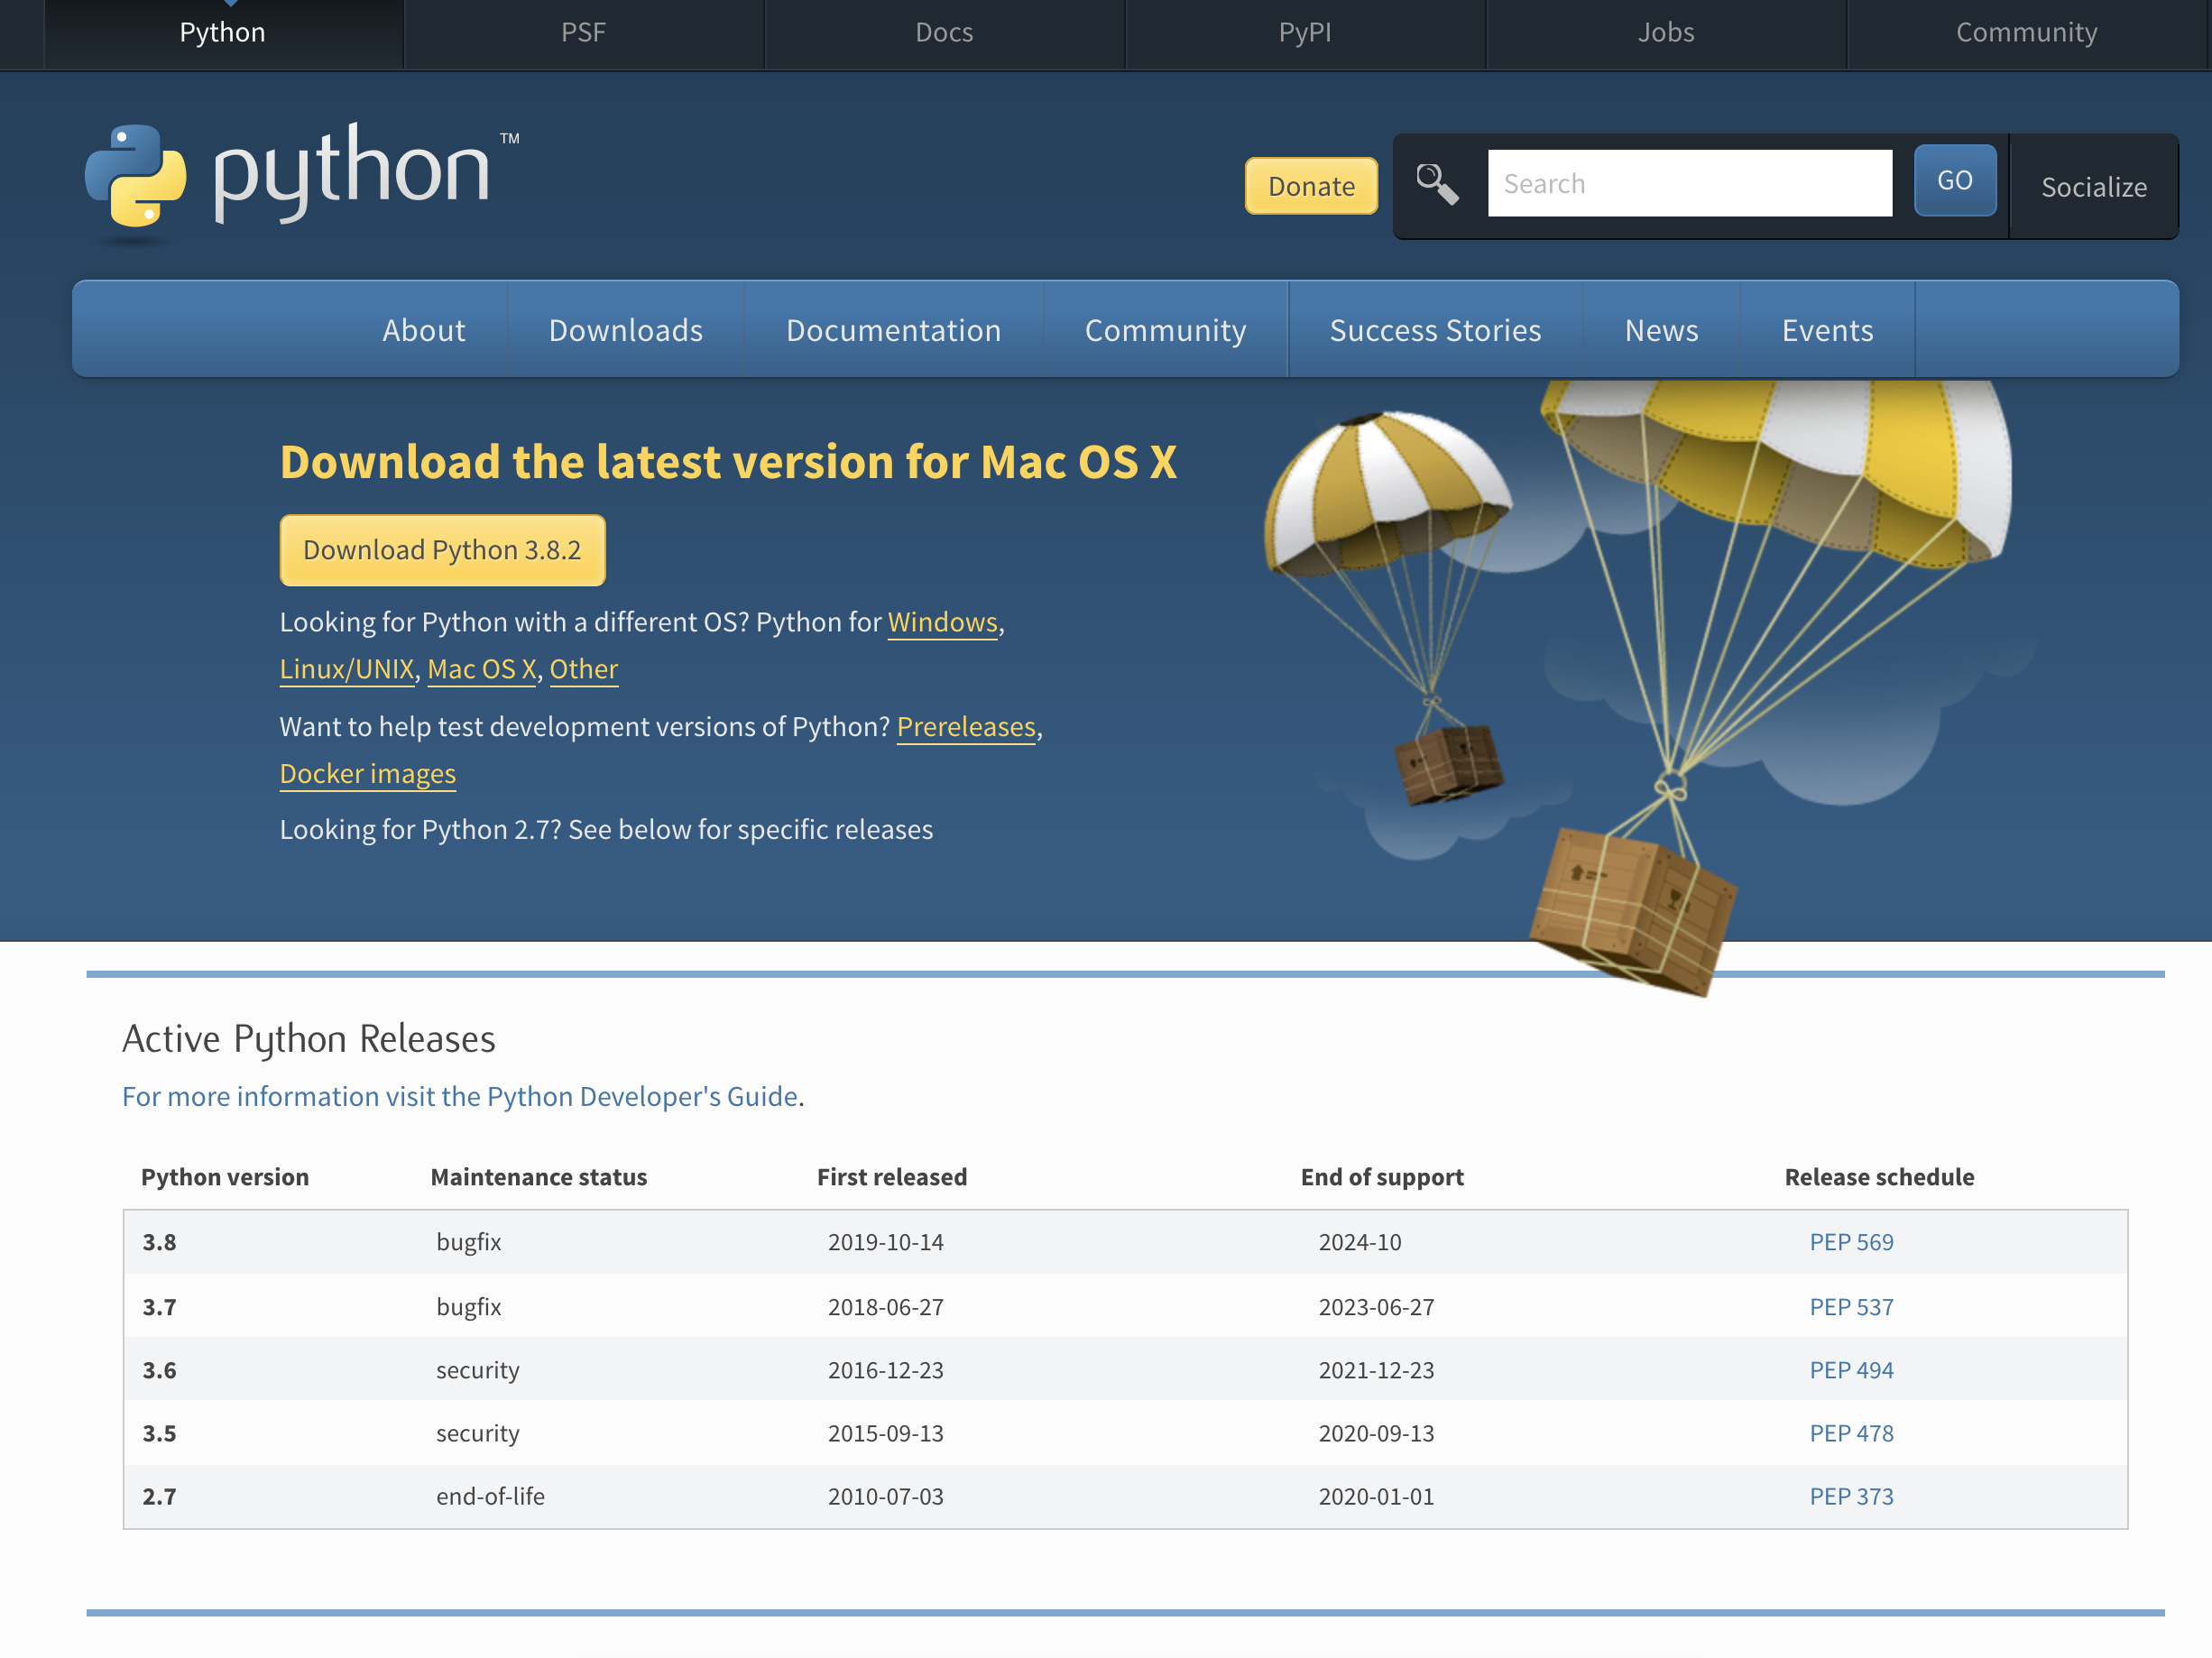 Python PSF Docs PyPI Jobs Community
python TM
Donate Search GO Socialize
About Downloads Documentation Community Success Stories News Events
Download the latest version for Mac OS X
Download Python 3.8.2
Looking for Python with a different OS? Python for Windows,
Linux/UNIX, Mac OS X, Other
Want to help test development versions of Python? Prereleases,
Docker images
Looking for Python 2.7? See below for specific releases
Active Python Releases
For more information visit the Python Developer's Guide.
Python version Maintenance status First released End of support Release schedule
3.8 bugfix 2019-10-14 2024-10 PEP 569
3.7 bugfix 2018-06-27 2023-06-27 PEP 537
3.6 security 2016-12-23 2021-12-23 PEP 494
3.5 security 2015-09-13 2020-09-13 PEP 478
2.7 end-of-life 2010-07-03 2020-01-01 PEP 373